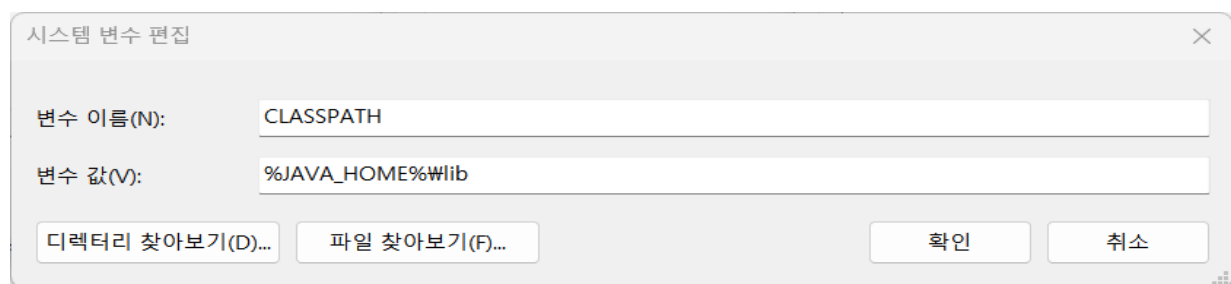 시스템 변수 편집
변수 이름(N): CLASSPATH
변수 값(V): %JAVA_HOME%₩lib
디렉터리 찾아보기(D)... 파일 찾아보기(F)... 확인 취소